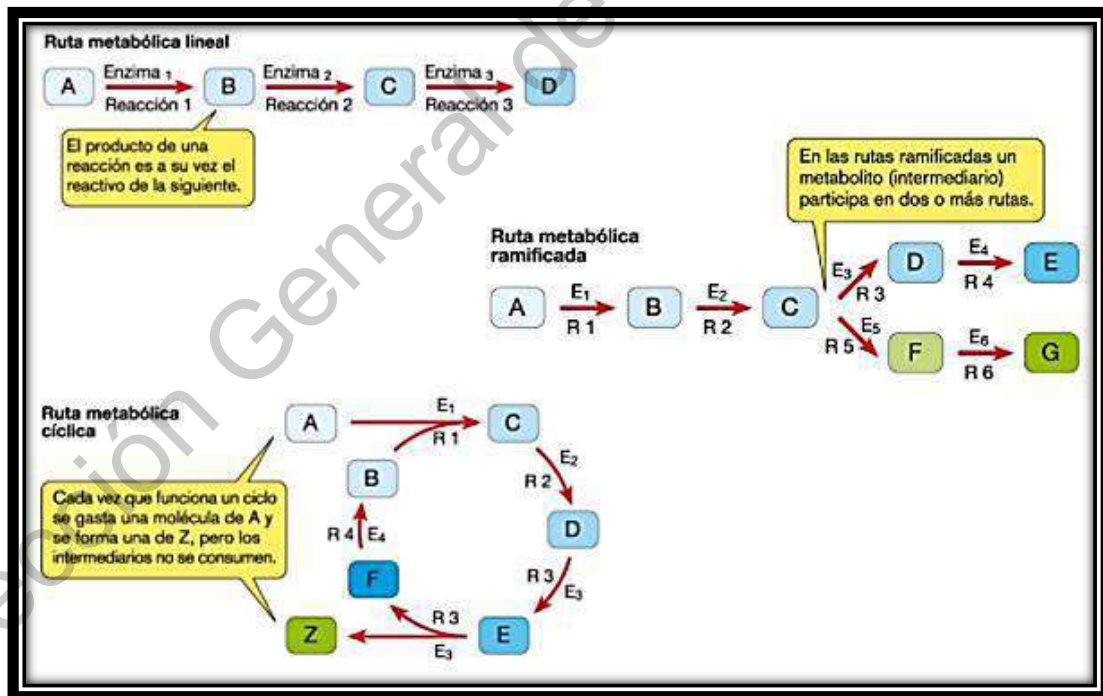 Ruta metabólica lineal
A
Enzima 1
Reacción 1
B
Enzima 2
Reacción 2
C
Enzima 3
Reacción 3
D
El producto de una
reacción es a su vez el
reactivo de la siguiente.
En las rutas ramificadas un
metabolito (intermediario)
participa en dos o más rutas.
Ruta metabólica
ramificada
A
E1
R 1
B
E2
R 2
C
E3
R 3
D
E4
R 4
E
E5
R 5
F
E6
R 6
G
Ruta metabólica
cíclica
A
E1
R 1
C
B
E2
R 2
D
R 4
E4
R 3
E3
F
R 3
E3
E
Z
Cada vez que funciona un ciclo
se gasta una molécula de A y
se forma una de Z, pero los
intermediarios no se consumen.
ección General de